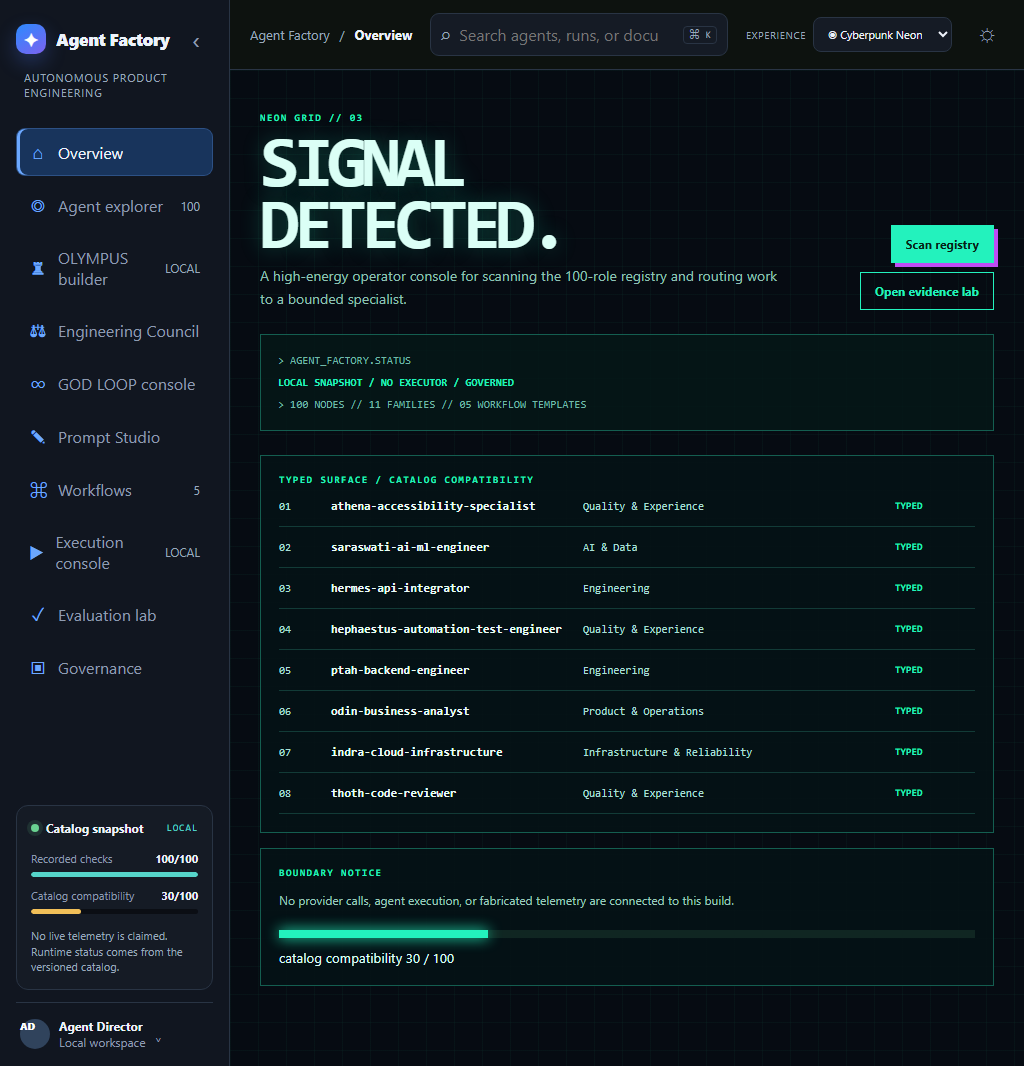 Agent Factory
AUTONOMOUS PRODUCT
ENGINEERING
Overview
Agent explorer 100
OLYMPUS
builder LOCAL
Engineering Council
GOD LOOP console
Prompt Studio
Workflows 5
Execution
console LOCAL
Evaluation lab
Governance
Catalog snapshot LOCAL
Recorded checks 100/100
Catalog compatibility 30/100
No live telemetry is claimed.
Runtime status comes from the
versioned catalog.
AD
Agent Director
Local workspace
Agent Factory / Overview
Search agents, runs, or docu ⌘ K
EXPERIENCE
Cyberpunk Neon
NEON GRID // 03
SIGNAL
DETECTED.
A high-energy operator console for scanning the 100-role registry and routing work
to a bounded specialist.
Scan registry
Open evidence lab
> AGENT_FACTORY.STATUS
LOCAL SNAPSHOT / NO EXECUTOR / GOVERNED
> 100 NODES // 11 FAMILIES // 05 WORKFLOW TEMPLATES
TYPED SURFACE / CATALOG COMPATIBILITY
01 athena-accessibility-specialist Quality & Experience TYPED
02 saraswati-ai-ml-engineer AI & Data TYPED
03 hermes-api-integrator Engineering TYPED
04 hephaestus-automation-test-engineer Quality & Experience TYPED
05 ptah-backend-engineer Engineering TYPED
06 odin-business-analyst Product & Operations TYPED
07 indra-cloud-infrastructure Infrastructure & Reliability TYPED
08 thoth-code-reviewer Quality & Experience TYPED
BOUNDARY NOTICE
No provider calls, agent execution, or fabricated telemetry are connected to this build.
catalog compatibility 30 / 100